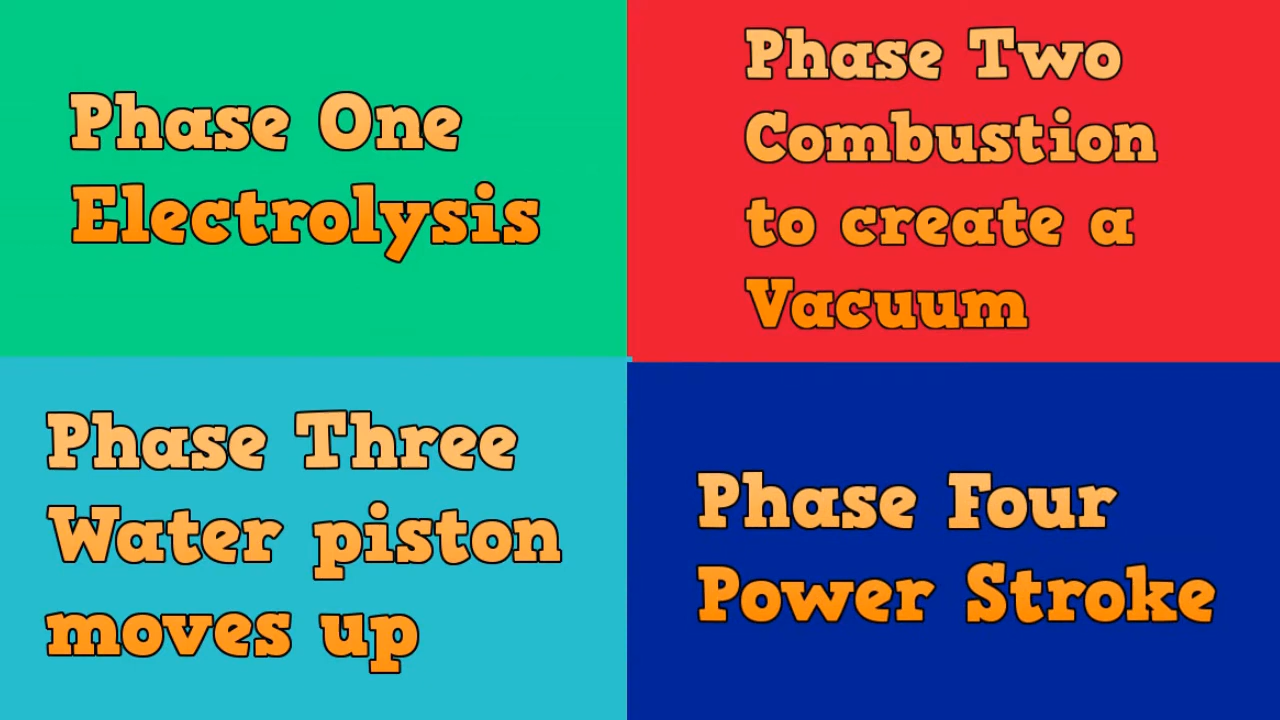 Phase One
Electrolysis
Phase Two
Combustion
to create a
Vacuum
Phase Three
Water piston
moves up
Phase Four
Power Stroke